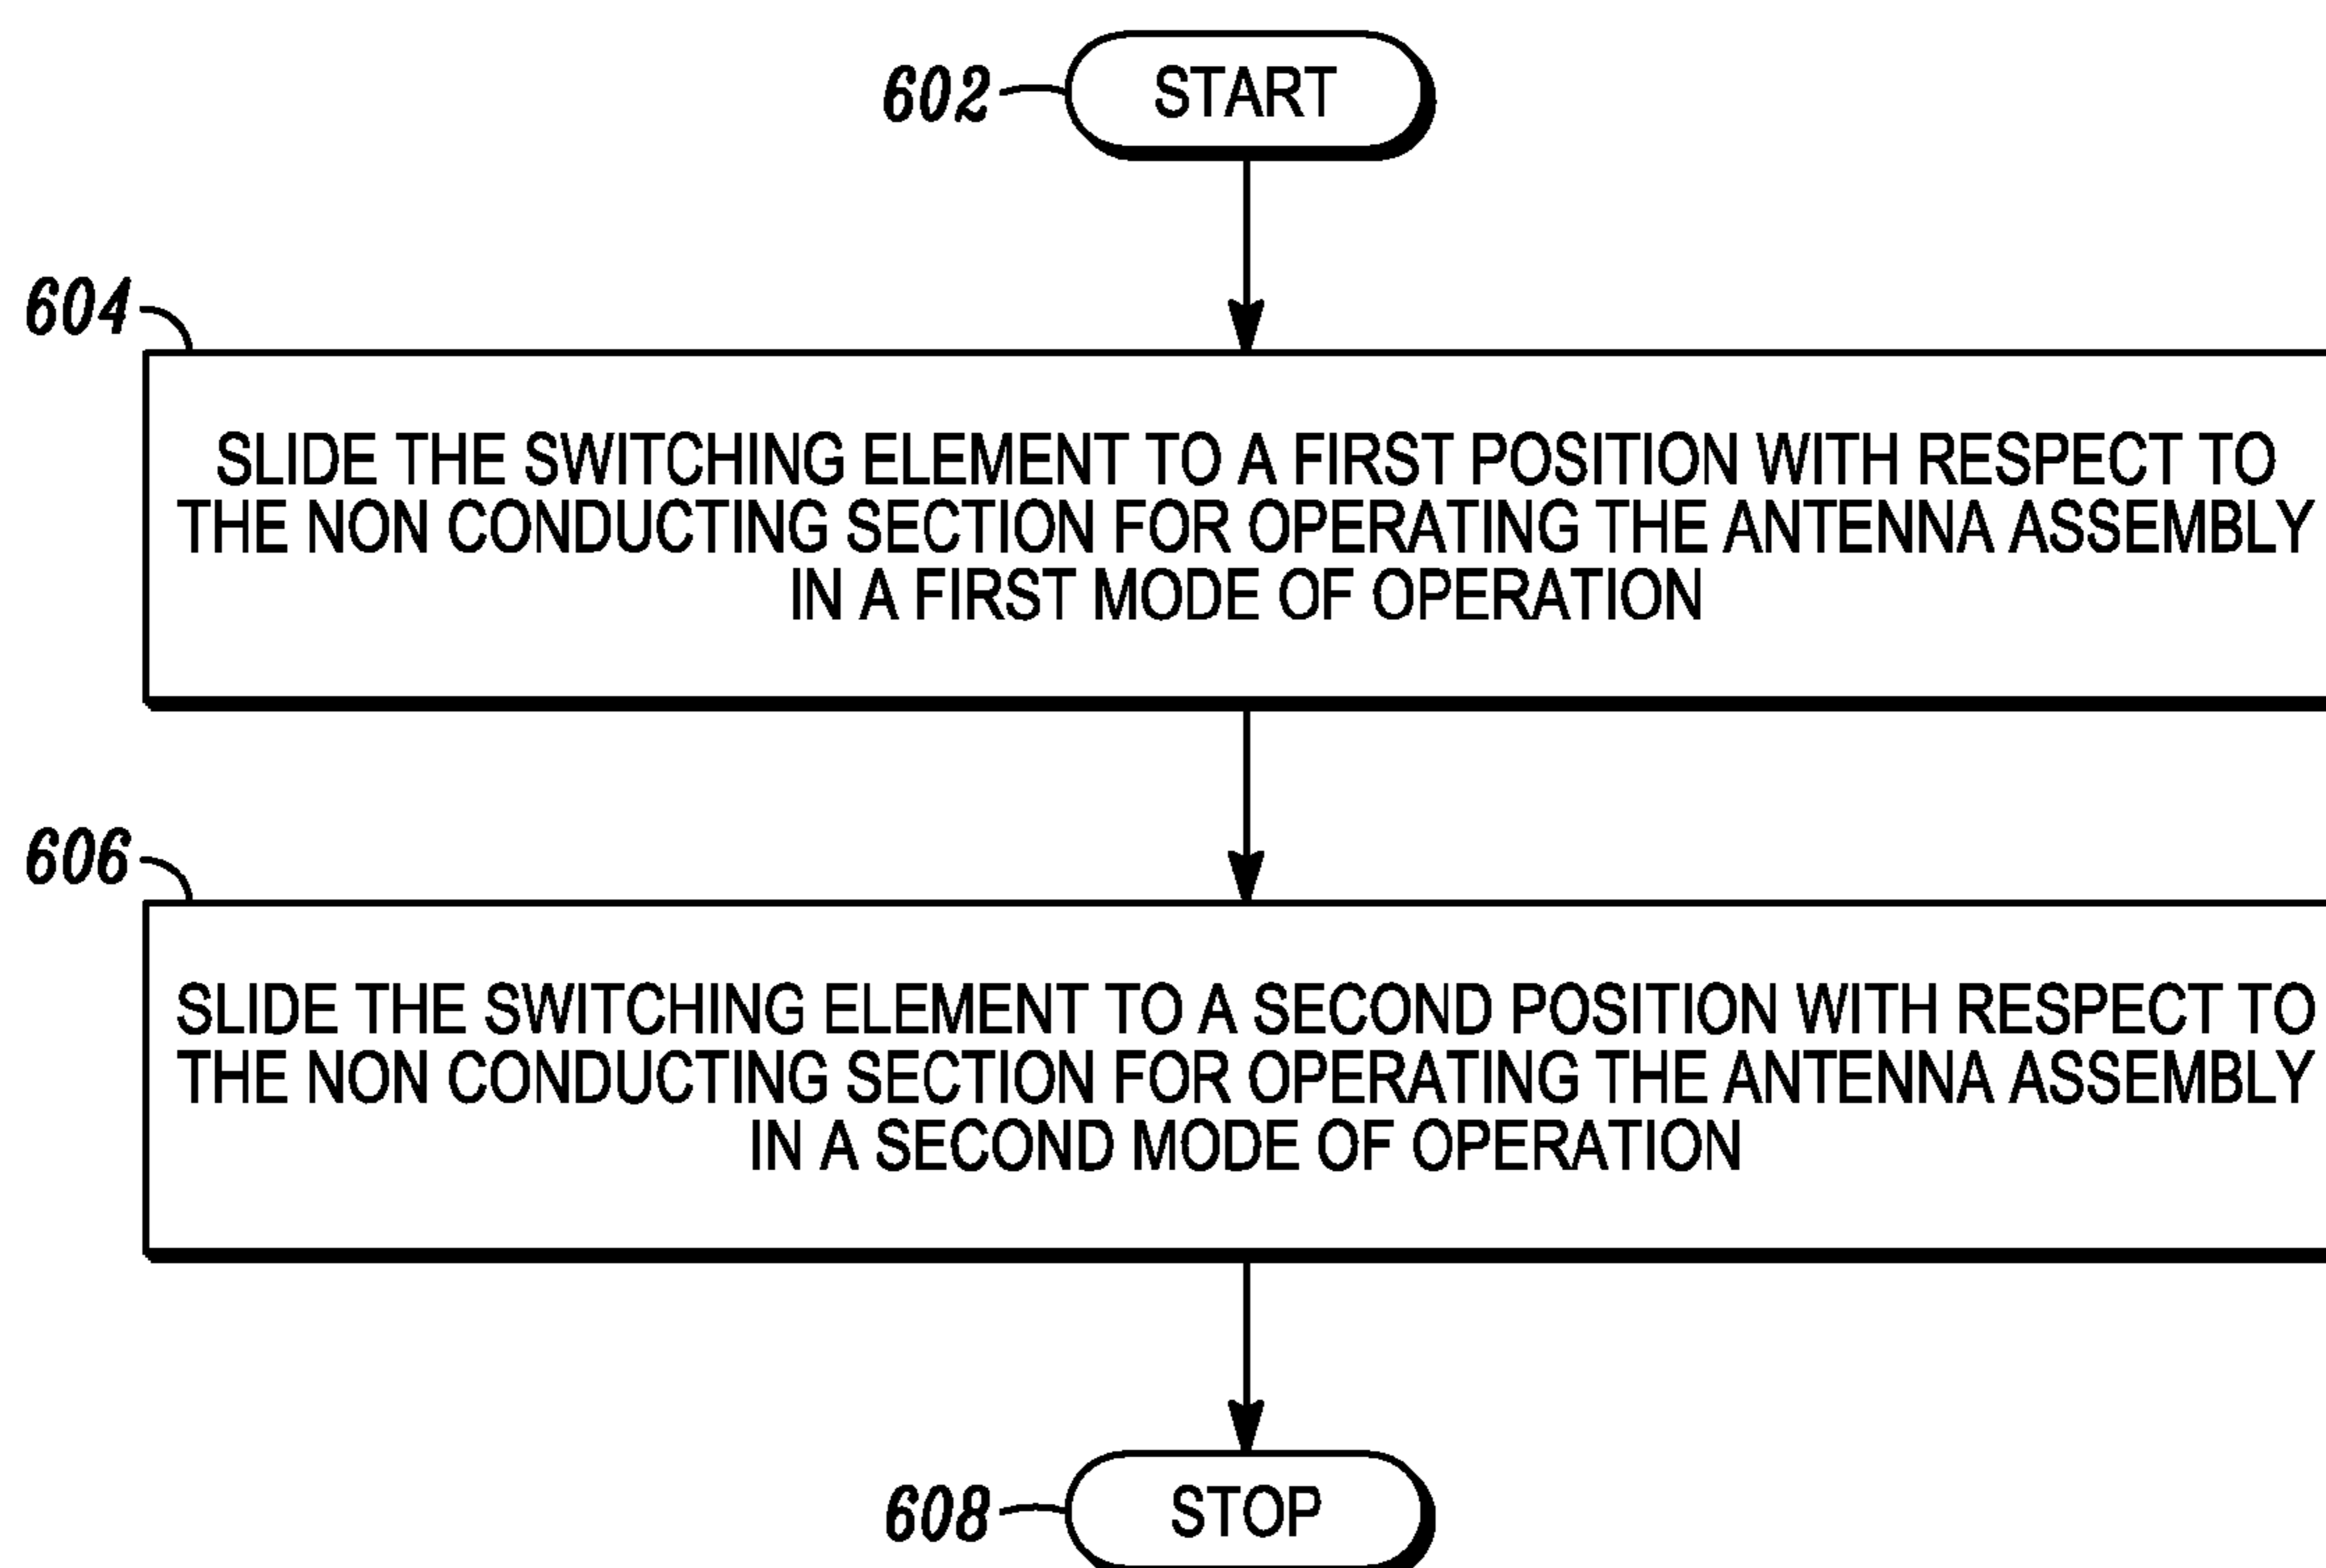 602
START
604
SLIDE THE SWITCHING ELEMENT TO A FIRST POSITION WITH RESPECT TO
THE NON CONDUCTING SECTION FOR OPERATING THE ANTENNA ASSEMBLY
IN A FIRST MODE OF OPERATION
606
SLIDE THE SWITCHING ELEMENT TO A SECOND POSITION WITH RESPECT TO
THE NON CONDUCTING SECTION FOR OPERATING THE ANTENNA ASSEMBLY
IN A SECOND MODE OF OPERATION
608
STOP